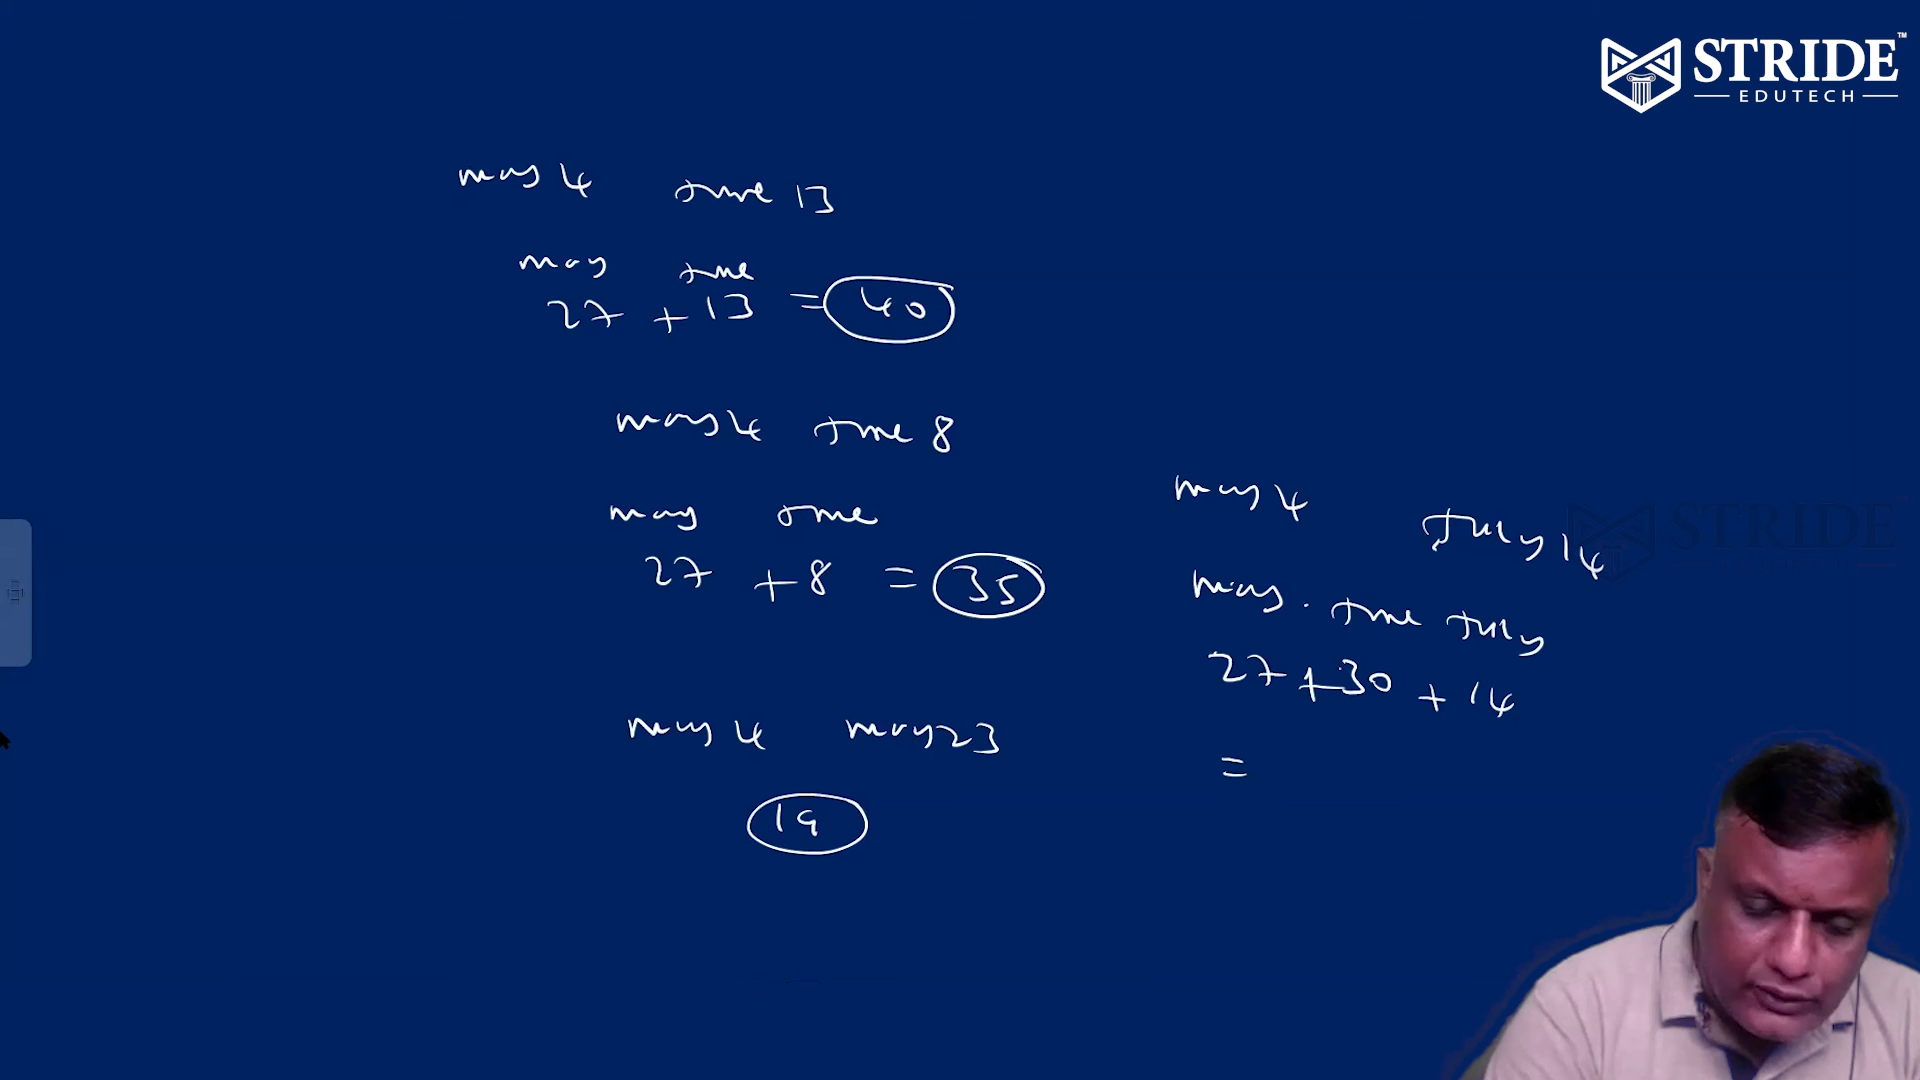 STRIDE™
EDUTECH
may 4 June 13
may June
27 + 13 = 40
may 4 June 8
may June
27 + 8 = 35
may 4 may 23
19
may 4 July 14
may June July
27 + 30 + 14
=
STRIDE